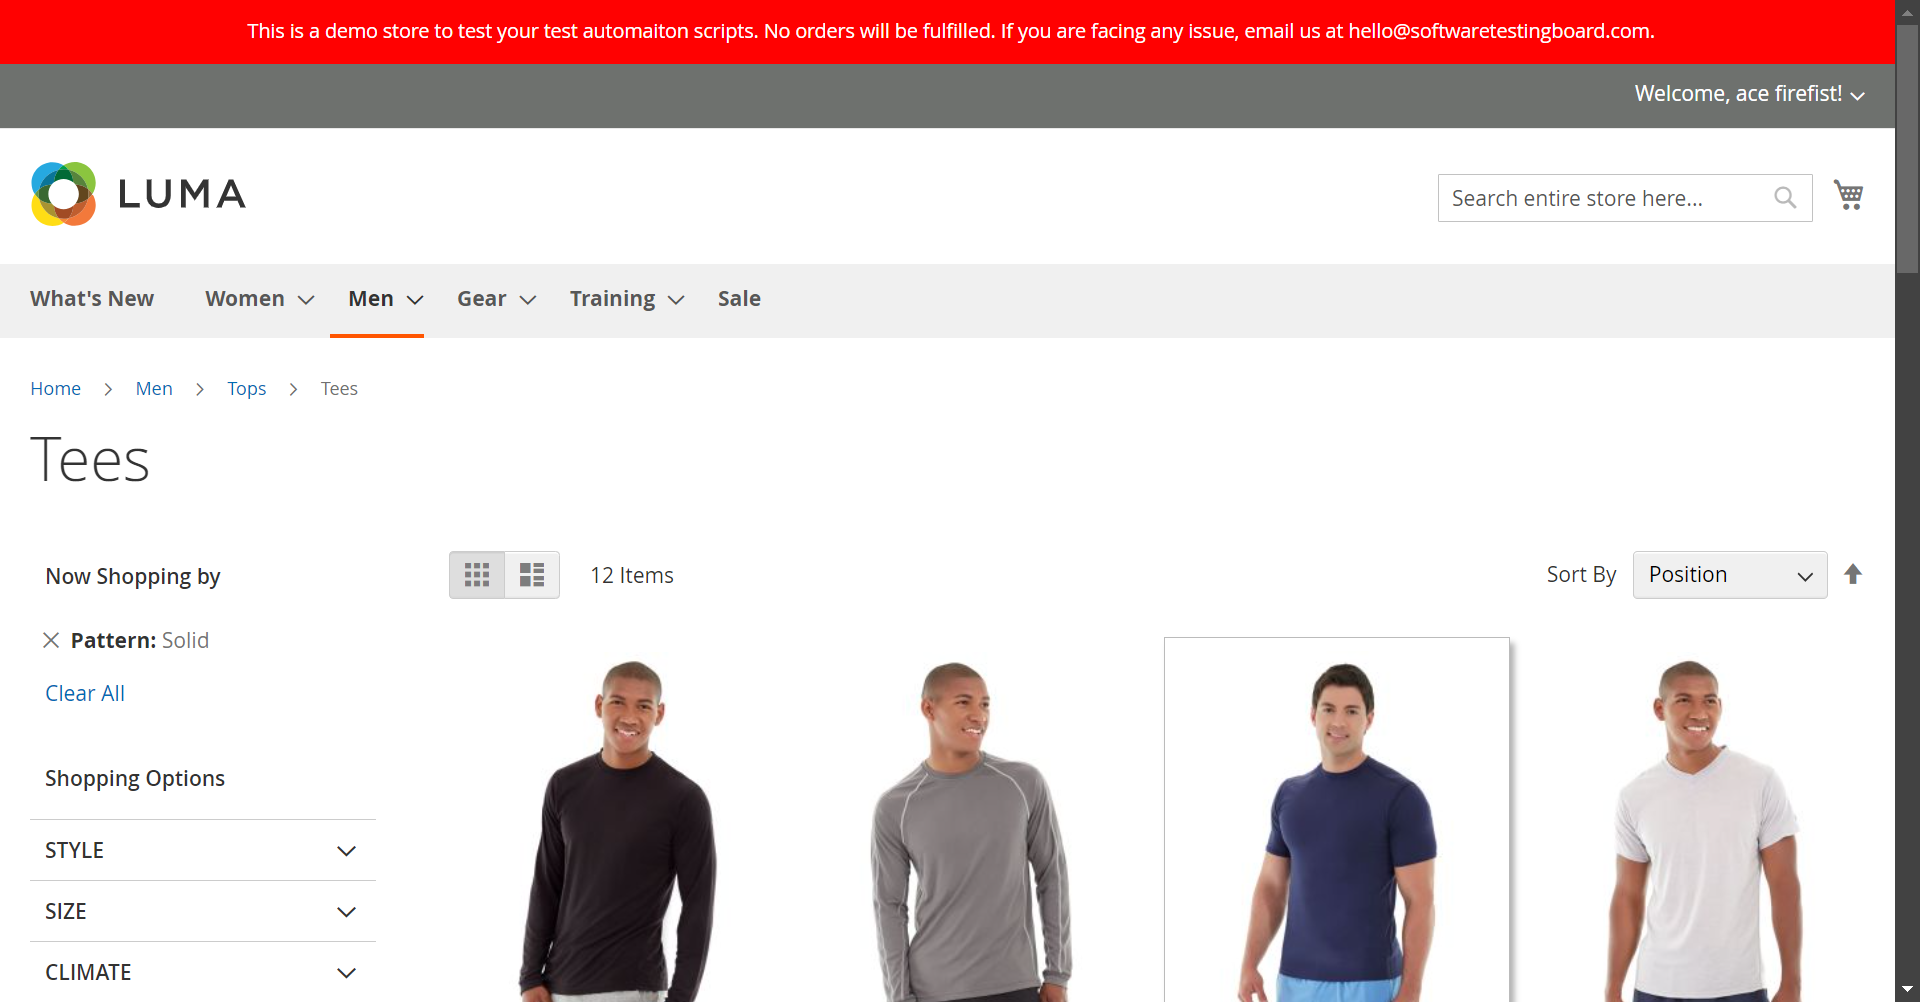 This is a demo store to test your test automaiton scripts. No orders will be fulfilled. If you are facing any issue, email us at hello@softwaretestingboard.com.
Welcome, ace firefist!
LUMA
Search entire store here...
What's New
Women
Men
Gear
Training
Sale
Home
Men
Tops
Tees
Tees
Now Shopping by
12 Items
Sort By
Position
Pattern: Solid
Clear All
Shopping Options
STYLE
SIZE
CLIMATE